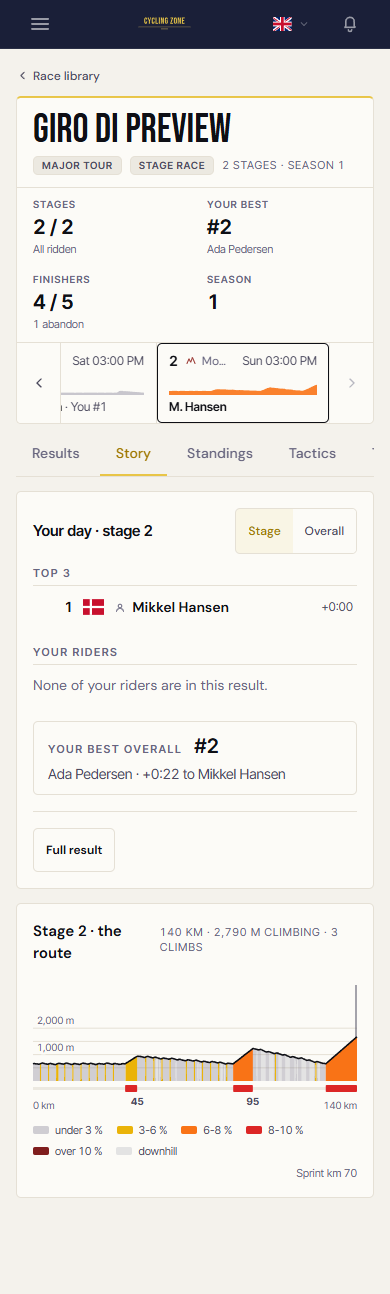 CYCLING ZONE
Race library
GIRO DI PREVIEW
MAJOR TOUR STAGE RACE 2 STAGES · SEASON 1
STAGES YOUR BEST
2 / 2 #2
All ridden Ada Pedersen
FINISHERS SEASON
4 / 5 1
1 abandon
Sat 03:00 PM 2 Mo... Sun 03:00 PM
· You #1 M. Hansen
Results Story Standings Tactics
Your day · stage 2 Stage Overall
TOP 3
1 Mikkel Hansen +0:00
YOUR RIDERS
None of your riders are in this result.
YOUR BEST OVERALL #2
Ada Pedersen · +0:22 to Mikkel Hansen
Full result
Stage 2 · the route
140 KM · 2,790 M CLIMBING · 3 CLIMBS
2,000 m
1,000 m
0 km 45 95 140 km
under 3 % 3-6 % 6-8 % 8-10 %
over 10 % downhill
Sprint km 70